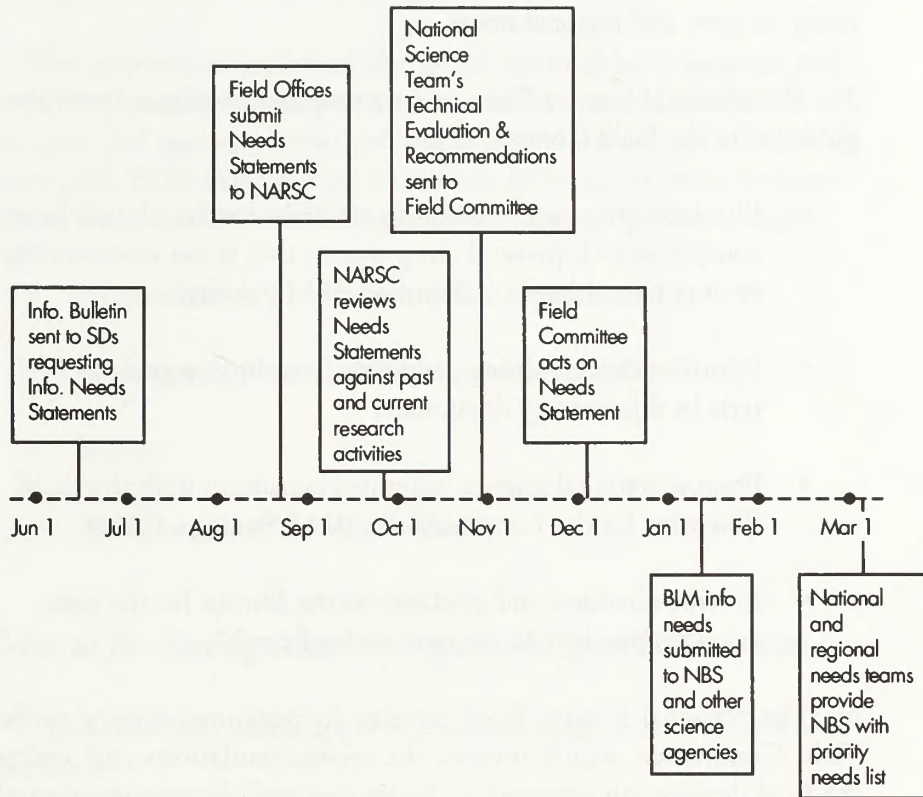 Info. Bulletin
sent to SDs
requesting
Info. Needs
Statements
Field Offices
submit
Needs
Statements
to NARSC
NARSC
reviews
Needs
Statements
against past
and current
research
activities
National
Science
Team's
Technical
Evaluation &
Recommendations
sent to
Field Committee
Field
Committee
acts on
Needs
Statement
Jun 1 Jul 1 Aug 1 Sep 1 Oct 1 Nov 1 Dec 1 Jan 1 Feb 1 Mar 1
BLM info
needs
submitted
to NBS
and other
science
agencies
National
and
regional
needs teams
provide
NBS with
priority
needs list